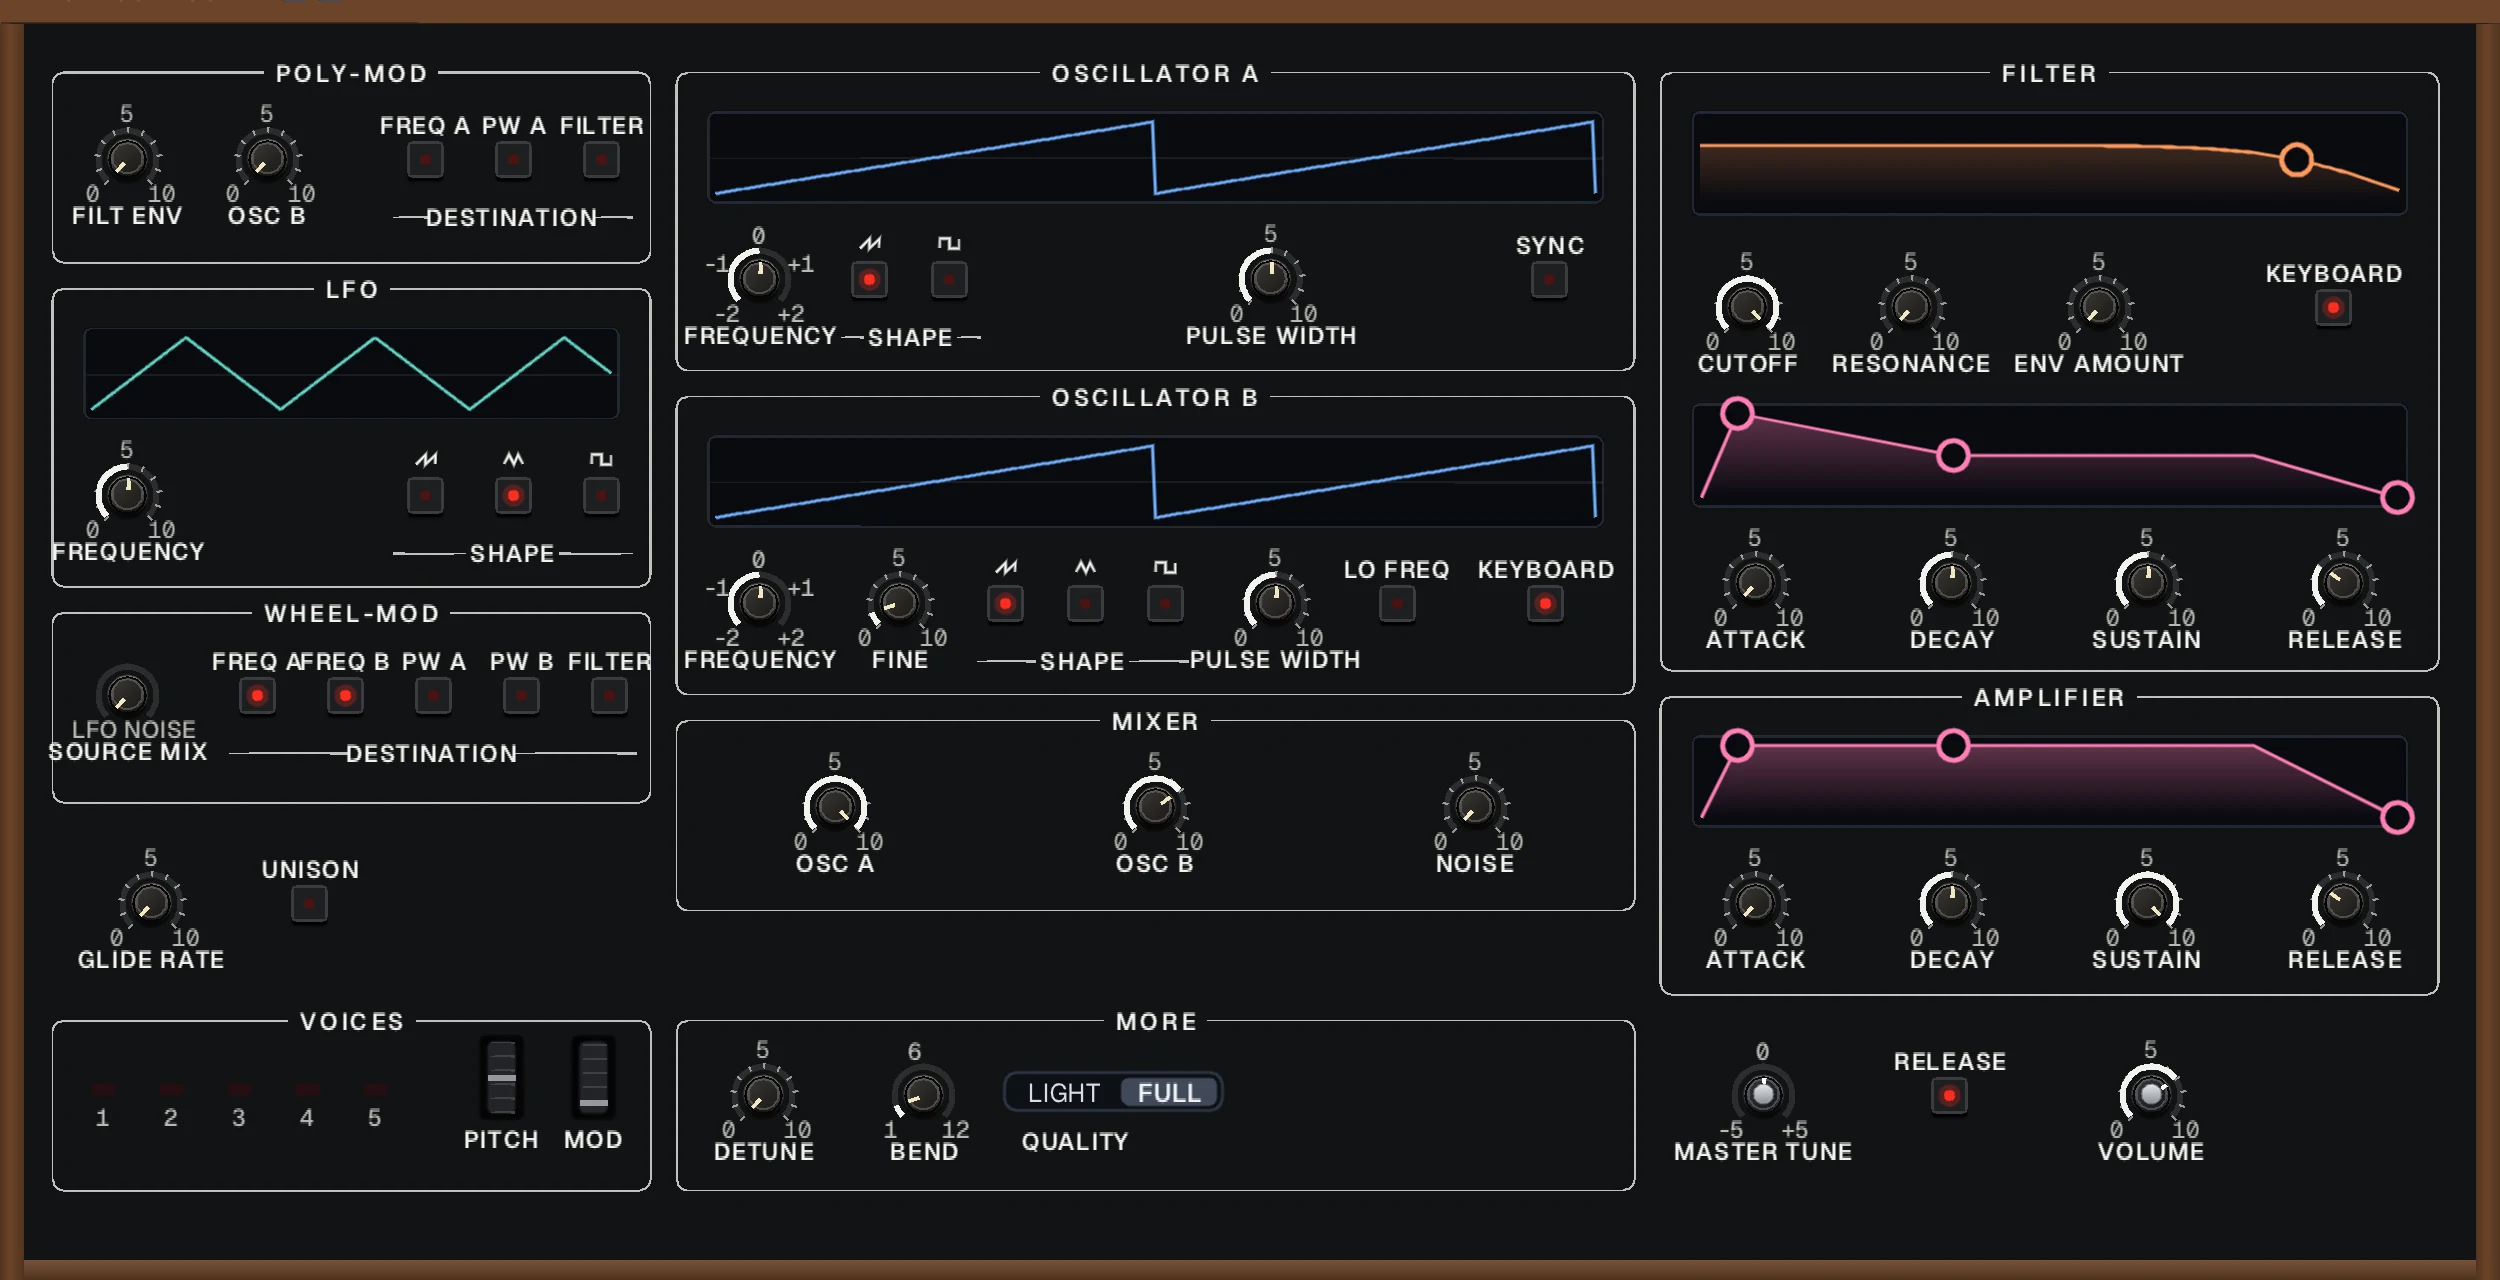 POLY-MOD
5
0 10
FILT ENV
5
0 10
OSC B
FREQ A PW A FILTER
DESTINATION
LFO
5
0 10
FREQUENCY
SHAPE
WHEEL-MOD
LFO NOISE
SOURCE MIX
FREQ A FREQ B PW A PW B FILTER
DESTINATION
5
0 10
GLIDE RATE
UNISON
VOICES
1 2 3 4 5
PITCH MOD
OSCILLATOR A
0
-1 +1
-2 +2
FREQUENCY
SHAPE
5
0 10
PULSE WIDTH
SYNC
OSCILLATOR B
0
-1 +1
-2 +2
FREQUENCY
5
0 10
FINE
SHAPE
5
0 10
PULSE WIDTH
LO FREQ
KEYBOARD
MIXER
5
0 10
OSC A
5
0 10
OSC B
5
0 10
NOISE
MORE
5
0 10
DETUNE
6
1 12
BEND
LIGHT FULL
QUALITY
FILTER
5
0 10
CUTOFF
5
0 10
RESONANCE
5
0 10
ENV AMOUNT
KEYBOARD
5
0 10
ATTACK
5
0 10
DECAY
5
0 10
SUSTAIN
5
0 10
RELEASE
AMPLIFIER
5
0 10
ATTACK
5
0 10
DECAY
5
0 10
SUSTAIN
5
0 10
RELEASE
0
-5 +5
MASTER TUNE
RELEASE
5
0 10
VOLUME